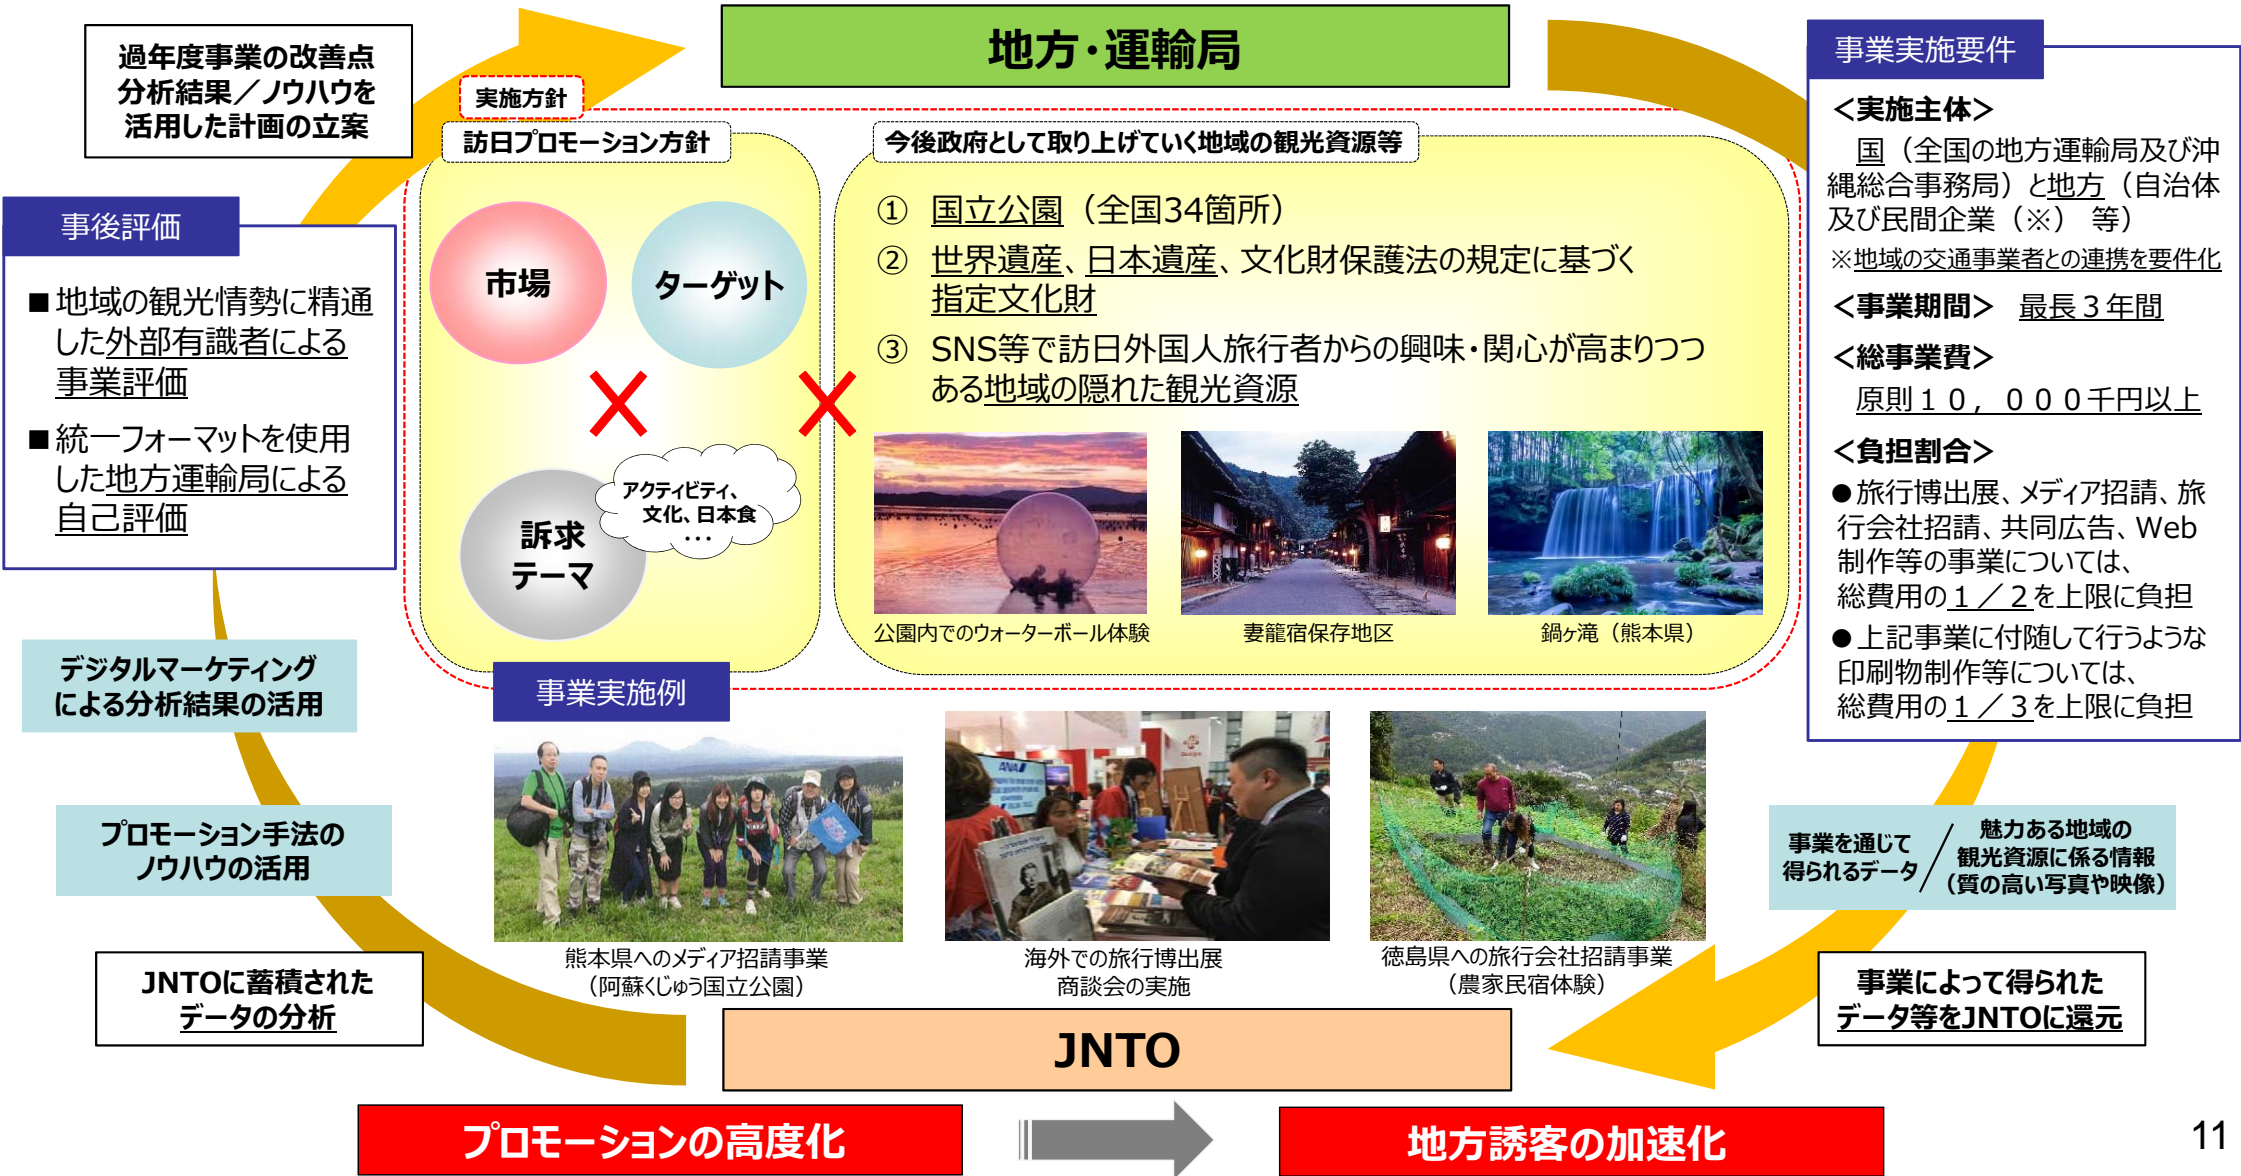 地方・運輸局
過年度事業の改善点
分析結果／ノウハウを
活用した計画の立案
実施方針
訪日プロモーション方針
市場
ターゲット
訴求
テーマ
アクティビティ、
文化、日本食
・・・
今後政府として取り上げていく地域の観光資源等
① 国立公園（全国34箇所）
② 世界遺産、日本遺産、文化財保護法の規定に基づく
指定文化財
③ SNS等で訪日外国人旅行者からの興味・関心が高まりつつ
ある地域の隠れた観光資源
公園内でのウォーターボール体験
妻籠宿保存地区
鍋ヶ滝（熊本県）
事業実施要件
＜実施主体＞
国（全国の地方運輸局及び沖
縄総合事務局）と地方（自治体
及び民間企業（※） 等）
※地域の交通事業者との連携を要件化
＜事業期間＞ 最長３年間
＜総事業費＞
原則１０，０００千円以上
＜負担割合＞
●旅行博出展、メディア招請、旅
行会社招請、共同広告、Web
制作等の事業については、
総費用の１／２を上限に負担
●上記事業に付随して行うような
印刷物制作等については、
総費用の１／３を上限に負担
事後評価
■地域の観光情勢に精通
した外部有識者による
事業評価
■統一フォーマットを使用
した地方運輸局による
自己評価
デジタルマーケティング
による分析結果の活用
プロモーション手法の
ノウハウの活用
JNTOに蓄積された
データの分析
事業実施例
ANA
熊本県へのメディア招請事業
（阿蘇くじゅう国立公園）
海外での旅行博出展
商談会の実施
徳島県への旅行会社招請事業
（農家民宿体験）
事業を通じて
得られるデータ
／
魅力ある地域の
観光資源に係る情報
（質の高い写真や映像）
事業によって得られた
データ等をJNTOに還元
JNTO
プロモーションの高度化
地方誘客の加速化
11